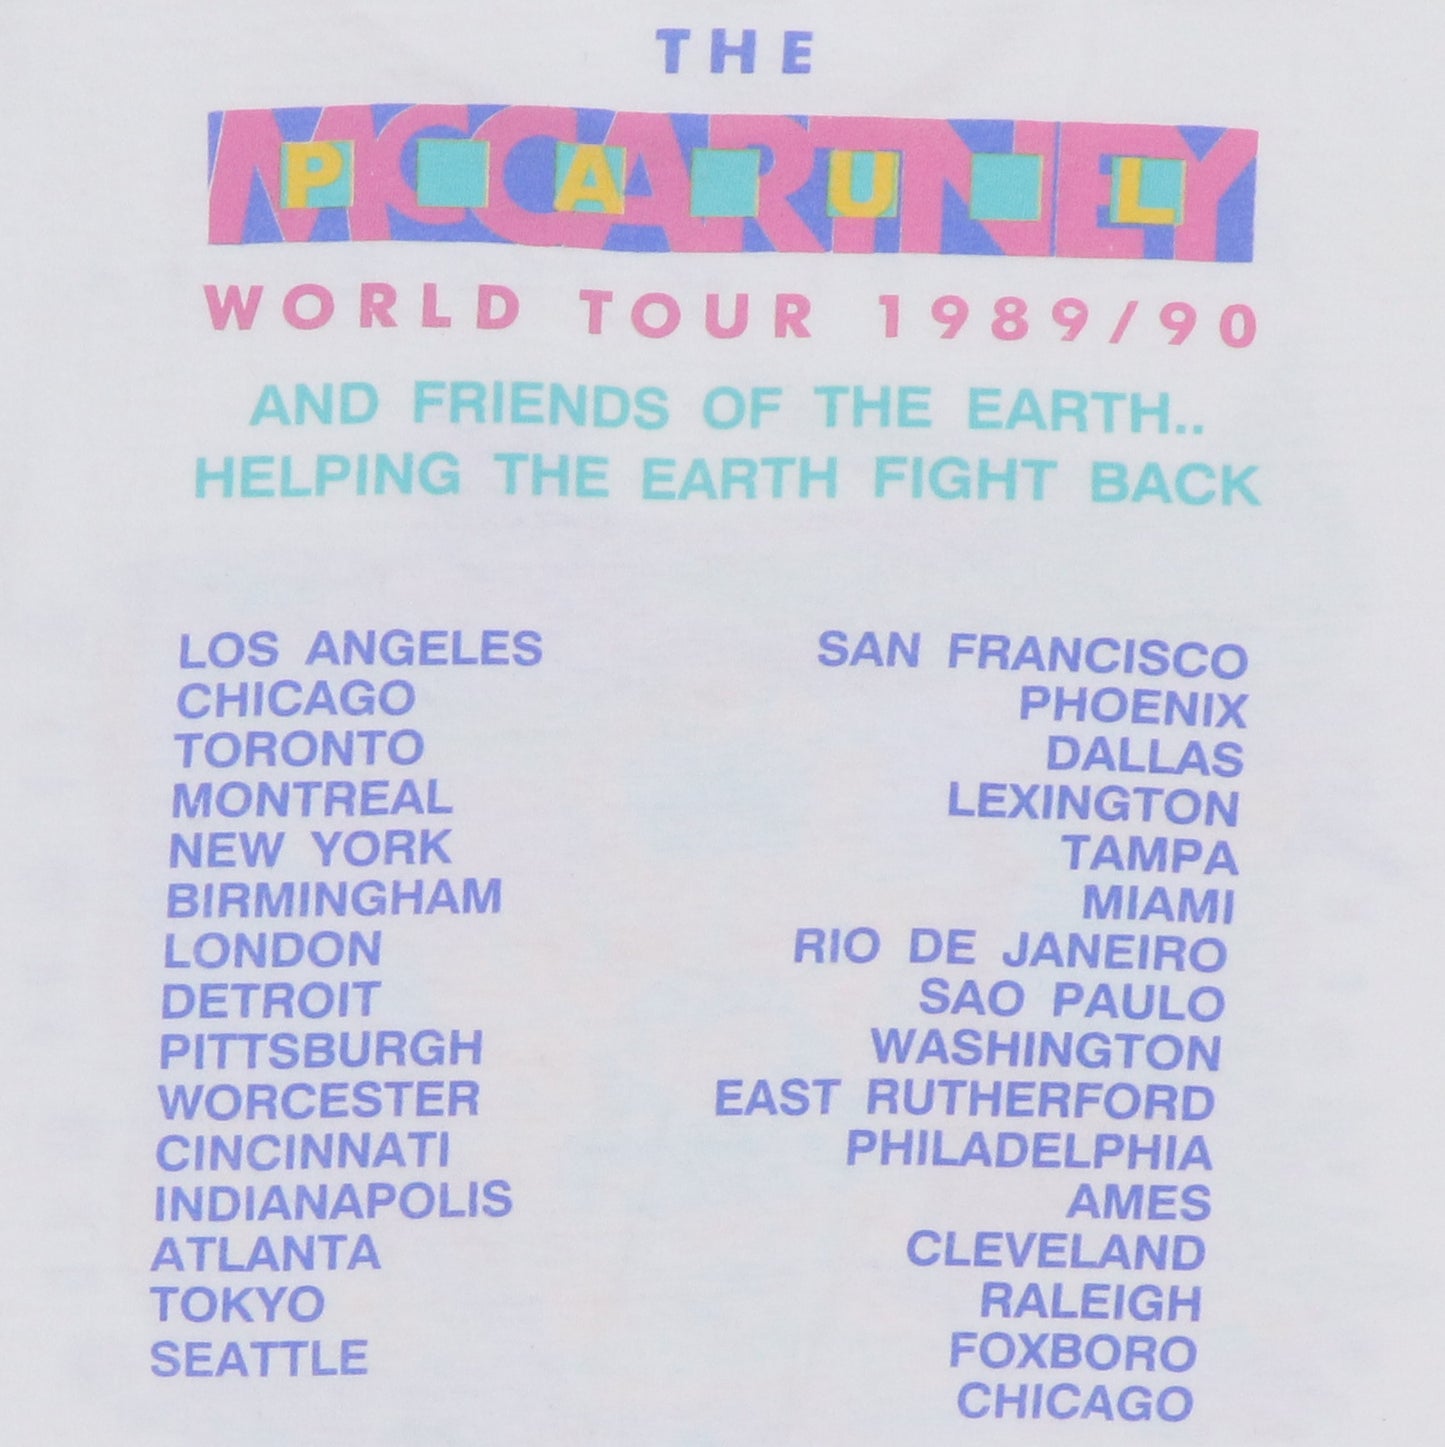 THE
PAUL
MCCARTNEY
WORLD TOUR 1989/90
AND FRIENDS OF THE EARTH..
HELPING THE EARTH FIGHT BACK
LOS ANGELES
CHICAGO
TORONTO
MONTREAL
NEW YORK
BIRMINGHAM
LONDON
DETROIT
PITTSBURGH
WORCESTER
CINCINNATI
INDIANAPOLIS
ATLANTA
TOKYO
SEATTLE
SAN FRANCISCO
PHOENIX
DALLAS
LEXINGTON
TAMPA
MIAMI
RIO DE JANEIRO
SAO PAULO
WASHINGTON
EAST RUTHERFORD
PHILADELPHIA
AMES
CLEVELAND
RALEIGH
FOXBORO
CHICAGO